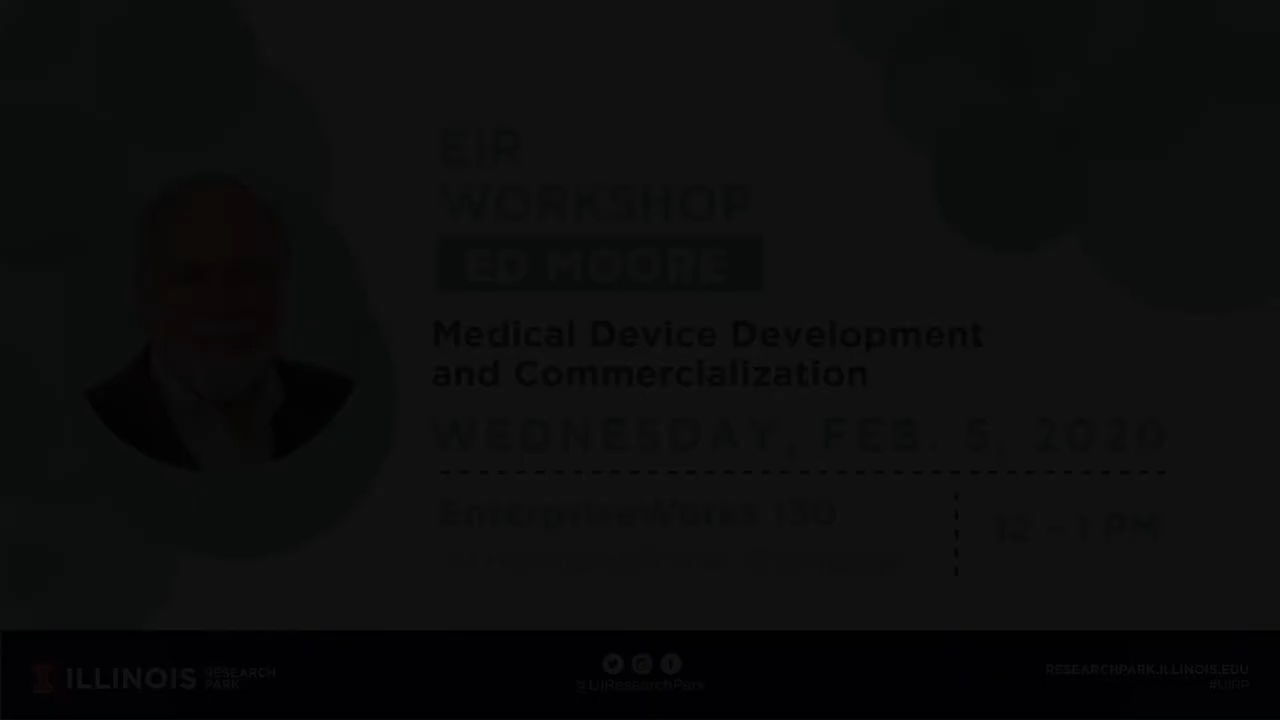 EIR
WORKSHOP
ED MOORE
Medical Device Development
and Commercialization
WEDNESDAY, FEB. 5, 2020
EnterpriseWorks 130
12 - 1 PM
ILLINOIS
RESEARCH
PARK
@UIResearchPark
RESEARCHPARK.ILLINOIS.EDU
#UIRP